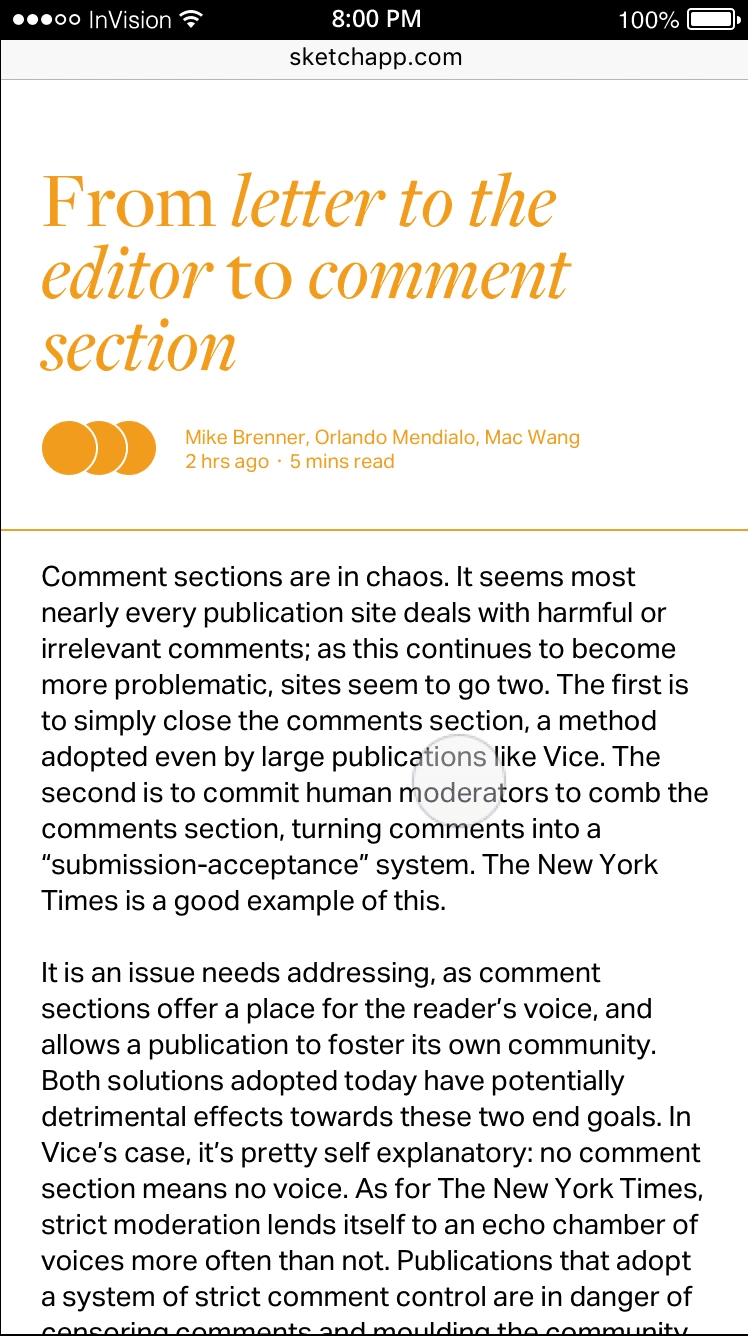 InVision 8:00 PM 100%
sketchapp.com
From letter to the
editor to comment
section
Mike Brenner, Orlando Mendialo, Mac Wang
2 hrs ago · 5 mins read
Comment sections are in chaos. It seems most
nearly every publication site deals with harmful or
irrelevant comments; as this continues to become
more problematic, sites seem to go two. The first is
to simply close the comments section, a method
adopted even by large publications like Vice. The
second is to commit human moderators to comb the
comments section, turning comments into a
“submission-acceptance” system. The New York
Times is a good example of this.
It is an issue needs addressing, as comment
sections offer a place for the reader’s voice, and
allows a publication to foster its own community.
Both solutions adopted today have potentially
detrimental effects towards these two end goals. In
Vice’s case, it’s pretty self explanatory: no comment
section means no voice. As for The New York Times,
strict moderation lends itself to an echo chamber of
voices more often than not. Publications that adopt
a system of strict comment control are in danger of
censoring comments and moulding the community